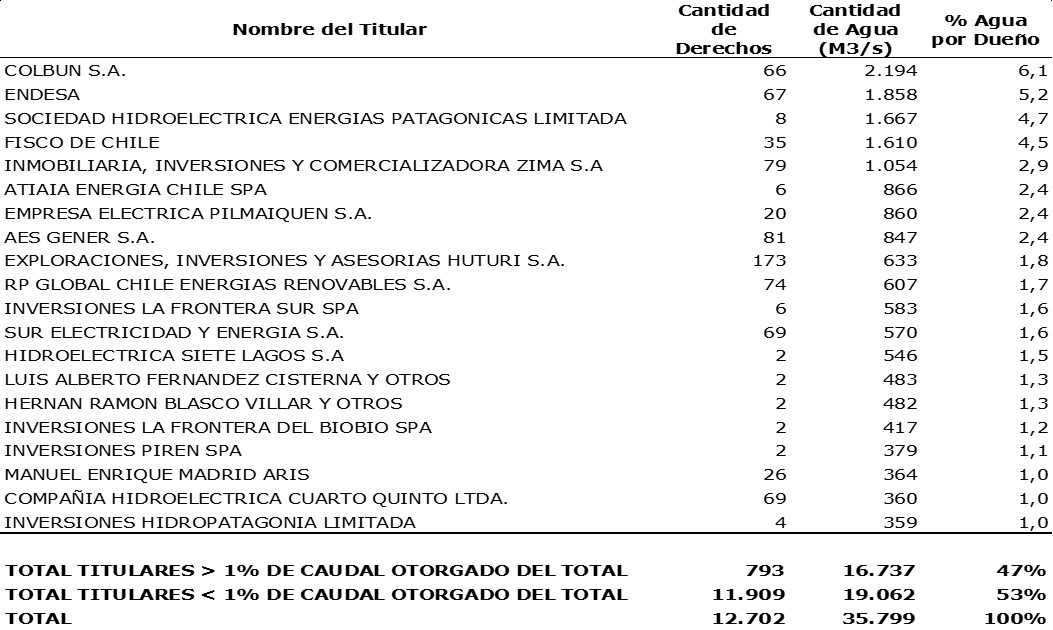 Nombre del Titular Cantidad de Derechos Cantidad de Agua (M3/s) % Agua por Dueño
COLBUN S.A. 66 2.194 6,1
ENDESA 67 1.858 5,2
SOCIEDAD HIDROELECTRICA ENERGIAS PATAGONICAS LIMITADA 8 1.667 4,7
FISCO DE CHILE 35 1.610 4,5
INMOBILIARIA, INVERSIONES Y COMERCIALIZADORA ZIMA S.A 79 1.054 2,9
ATIAIA ENERGIA CHILE SPA 6 866 2,4
EMPRESA ELECTRICA PILMAIQUEN S.A. 20 860 2,4
AES GENER S.A. 81 847 2,4
EXPLORACIONES, INVERSIONES Y ASESORIAS HUTURI S.A. 173 633 1,8
RP GLOBAL CHILE ENERGIAS RENOVABLES S.A. 74 607 1,7
INVERSIONES LA FRONTERA SUR SPA 6 583 1,6
SUR ELECTRICIDAD Y ENERGIA S.A. 69 570 1,6
HIDROELECTRICA SIETE LAGOS S.A 2 546 1,5
LUIS ALBERTO FERNANDEZ CISTERNA Y OTROS 2 483 1,3
HERNAN RAMON BLASCO VILLAR Y OTROS 2 482 1,3
INVERSIONES LA FRONTERA DEL BIOBIO SPA 2 417 1,2
INVERSIONES PIREN SPA 2 379 1,1
MANUEL ENRIQUE MADRID ARIS 26 364 1,0
COMPAÑIA HIDROELECTRICA CUARTO QUINTO LTDA. 69 360 1,0
INVERSIONES HIDROPATAGONIA LIMITADA 4 359 1,0
TOTAL TITULARES > 1% DE CAUDAL OTORGADO DEL TOTAL 793 16.737 47%
TOTAL TITULARES < 1% DE CAUDAL OTORGADO DEL TOTAL 11.909 19.062 53%
TOTAL 12.702 35.799 100%